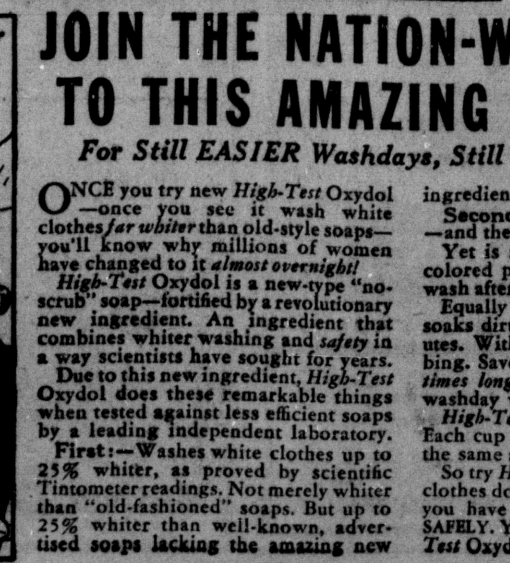 JOIN THE NATION-W
TO THIS AMAZING
For Still EASIER Washdays, Still
ONCE you try new High-Test Oxydol
—once you see it wash white
clothes far whiter than old-style soaps—
you'll know why millions of women
have changed to it almost overnight!
High-Test Oxydol is a new-type "no-
scrub" soap—fortified by a revolutionary
new ingredient. An ingredient that
combines whiter washing and safety in
a way scientists have sought for years.
Due to this new ingredient, High-Test
Oxydol does these remarkable things
when tested against less efficient soaps
by a leading independent laboratory.
First:—Washes white clothes up to
25% whiter, as proved by scientific
Tintometer readings. Not merely whiter
than "old-fashioned" soaps. But up to
25% whiter than well-known, adver-
tised soaps lacking the amazing new
ingredien
Second
—and the
Yet is
colored p
wash after
Equally
soaks dirt
utes. With
bing. Save
times long
washday
High-Te
Each cup
the same
So try H
clothes do
you have
SAFELY. Y
Test Oxyd